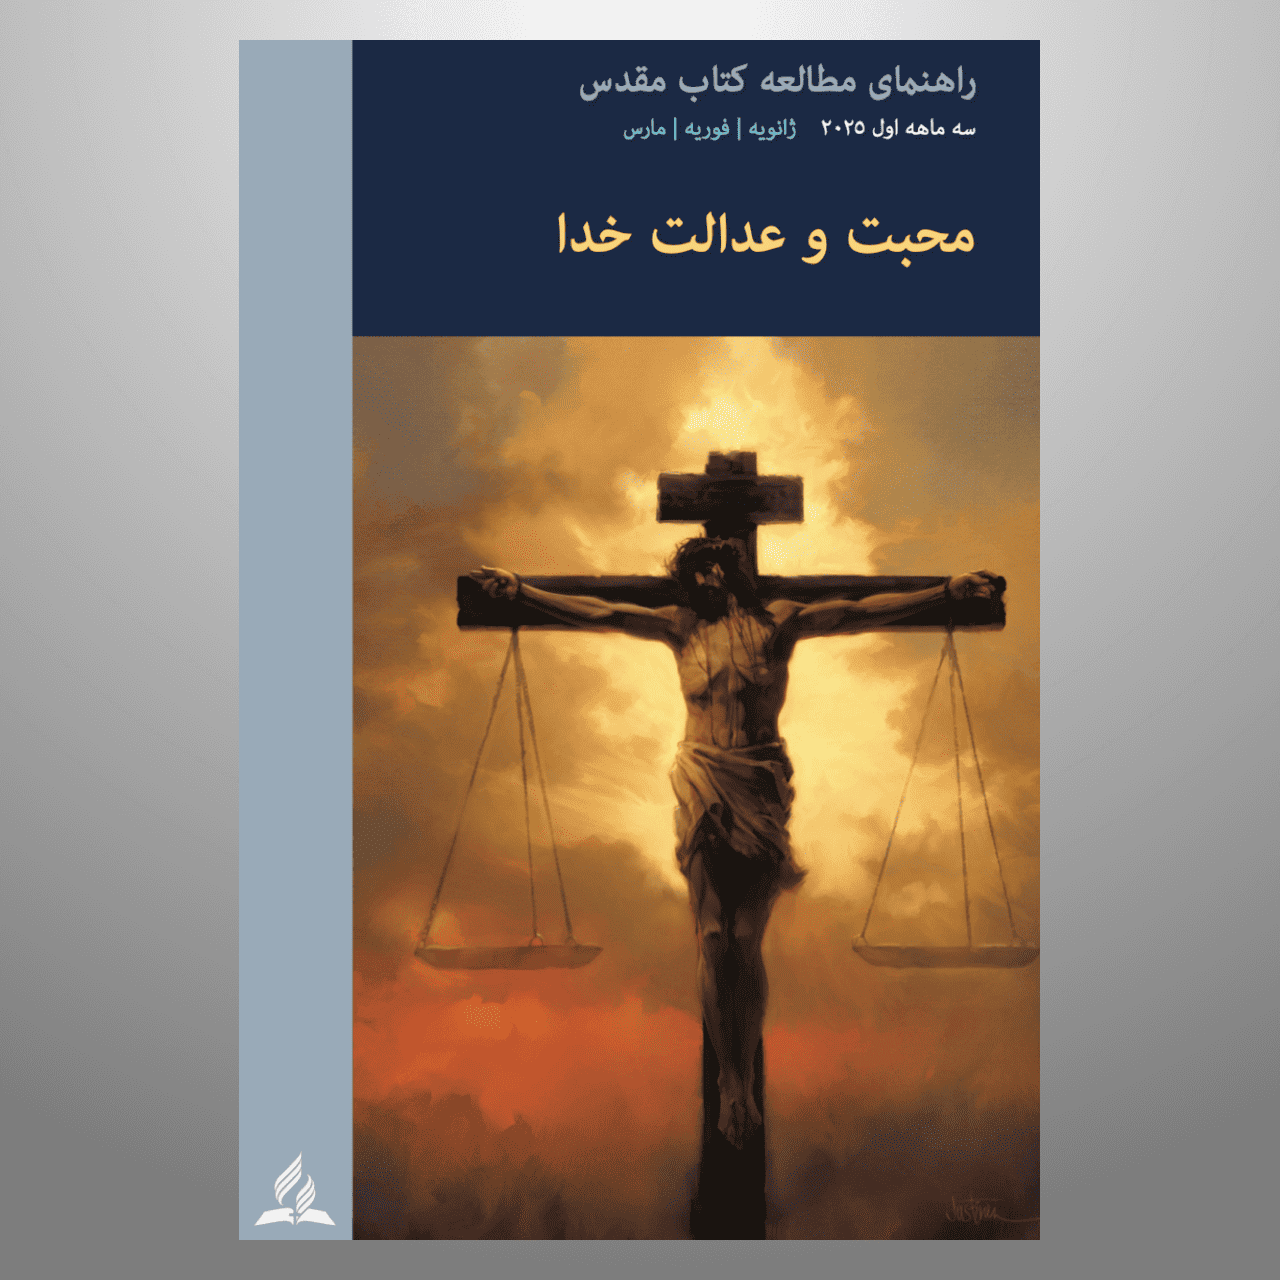 راهنمای مطالعه کتاب مقدس
سه ماهه اول ۲۰۲۵ ژانویه | فوریه | مارس
محبت و عدالت خدا